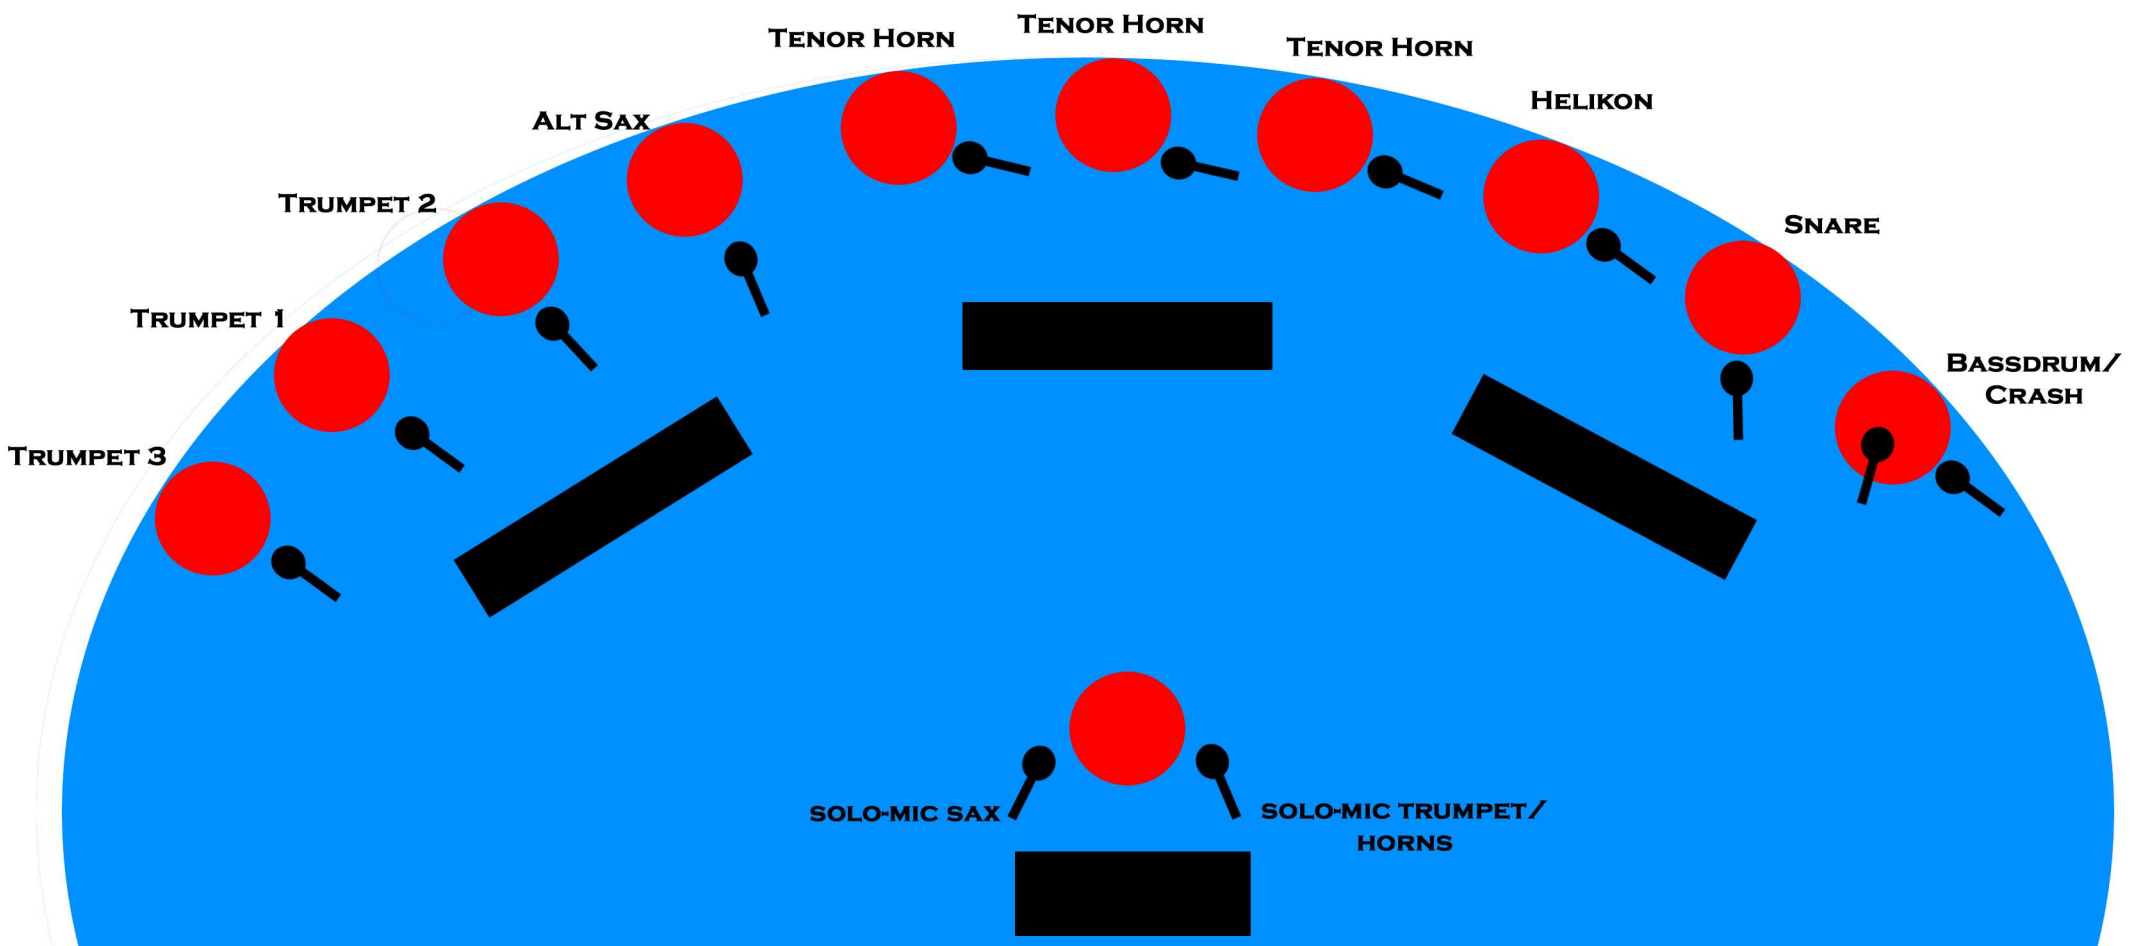 Tenor Horn
Tenor Horn
Tenor Horn
Alt Sax
Helikon
Trumpet 2
Snare
Trumpet 1
Bassdrum/
Crash
Trumpet 3
solo-mic sax
solo-mic trumpet/
horns